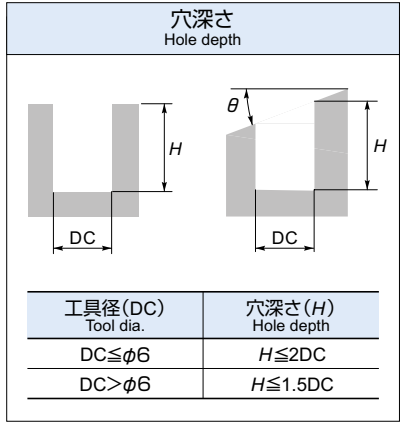 穴深さ
Hole depth
θ
H
H
DC
DC
工具径(DC)
Tool dia.
穴深さ(H)
Hole depth
DC≦φ6
H≦2DC
DC>φ6
H≦1.5DC